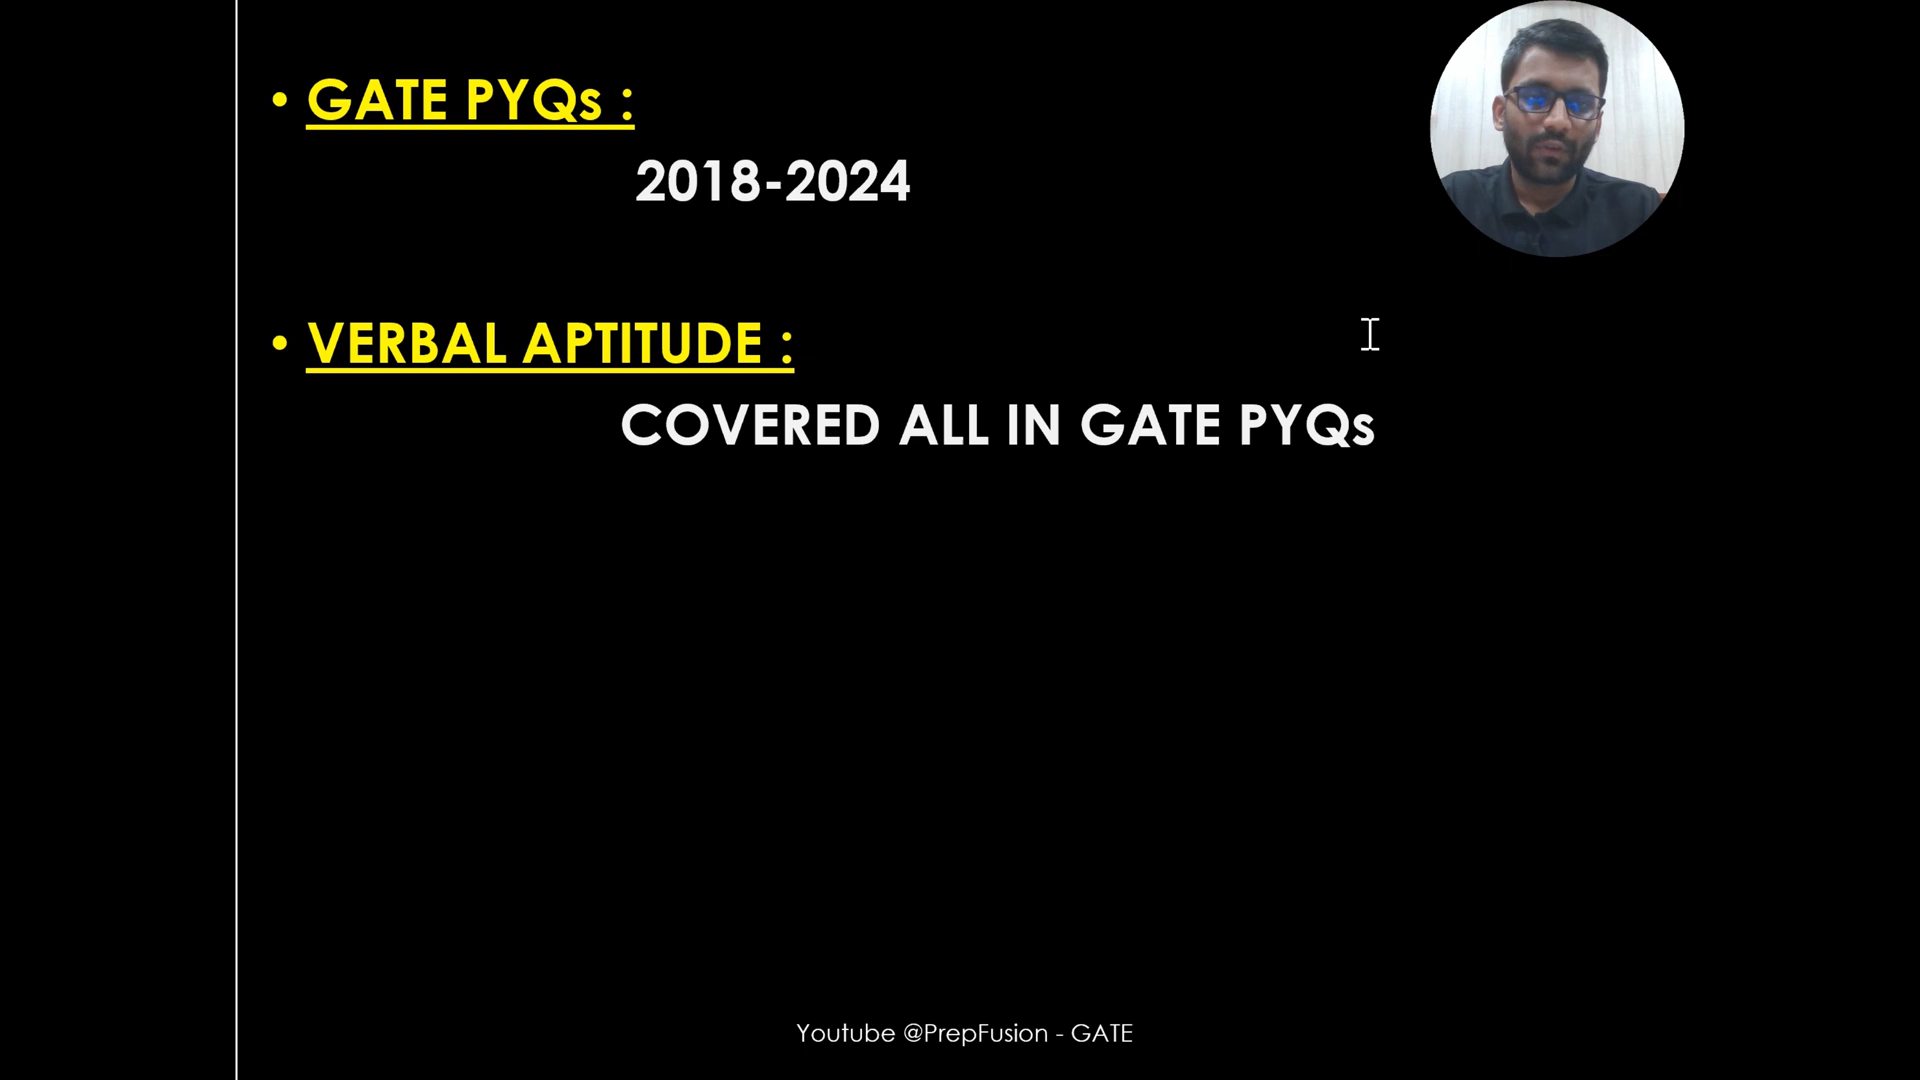 • GATE PYQs :
2018-2024
• VERBAL APTITUDE :
COVERED ALL IN GATE PYQs
Youtube @PrepFusion - GATE